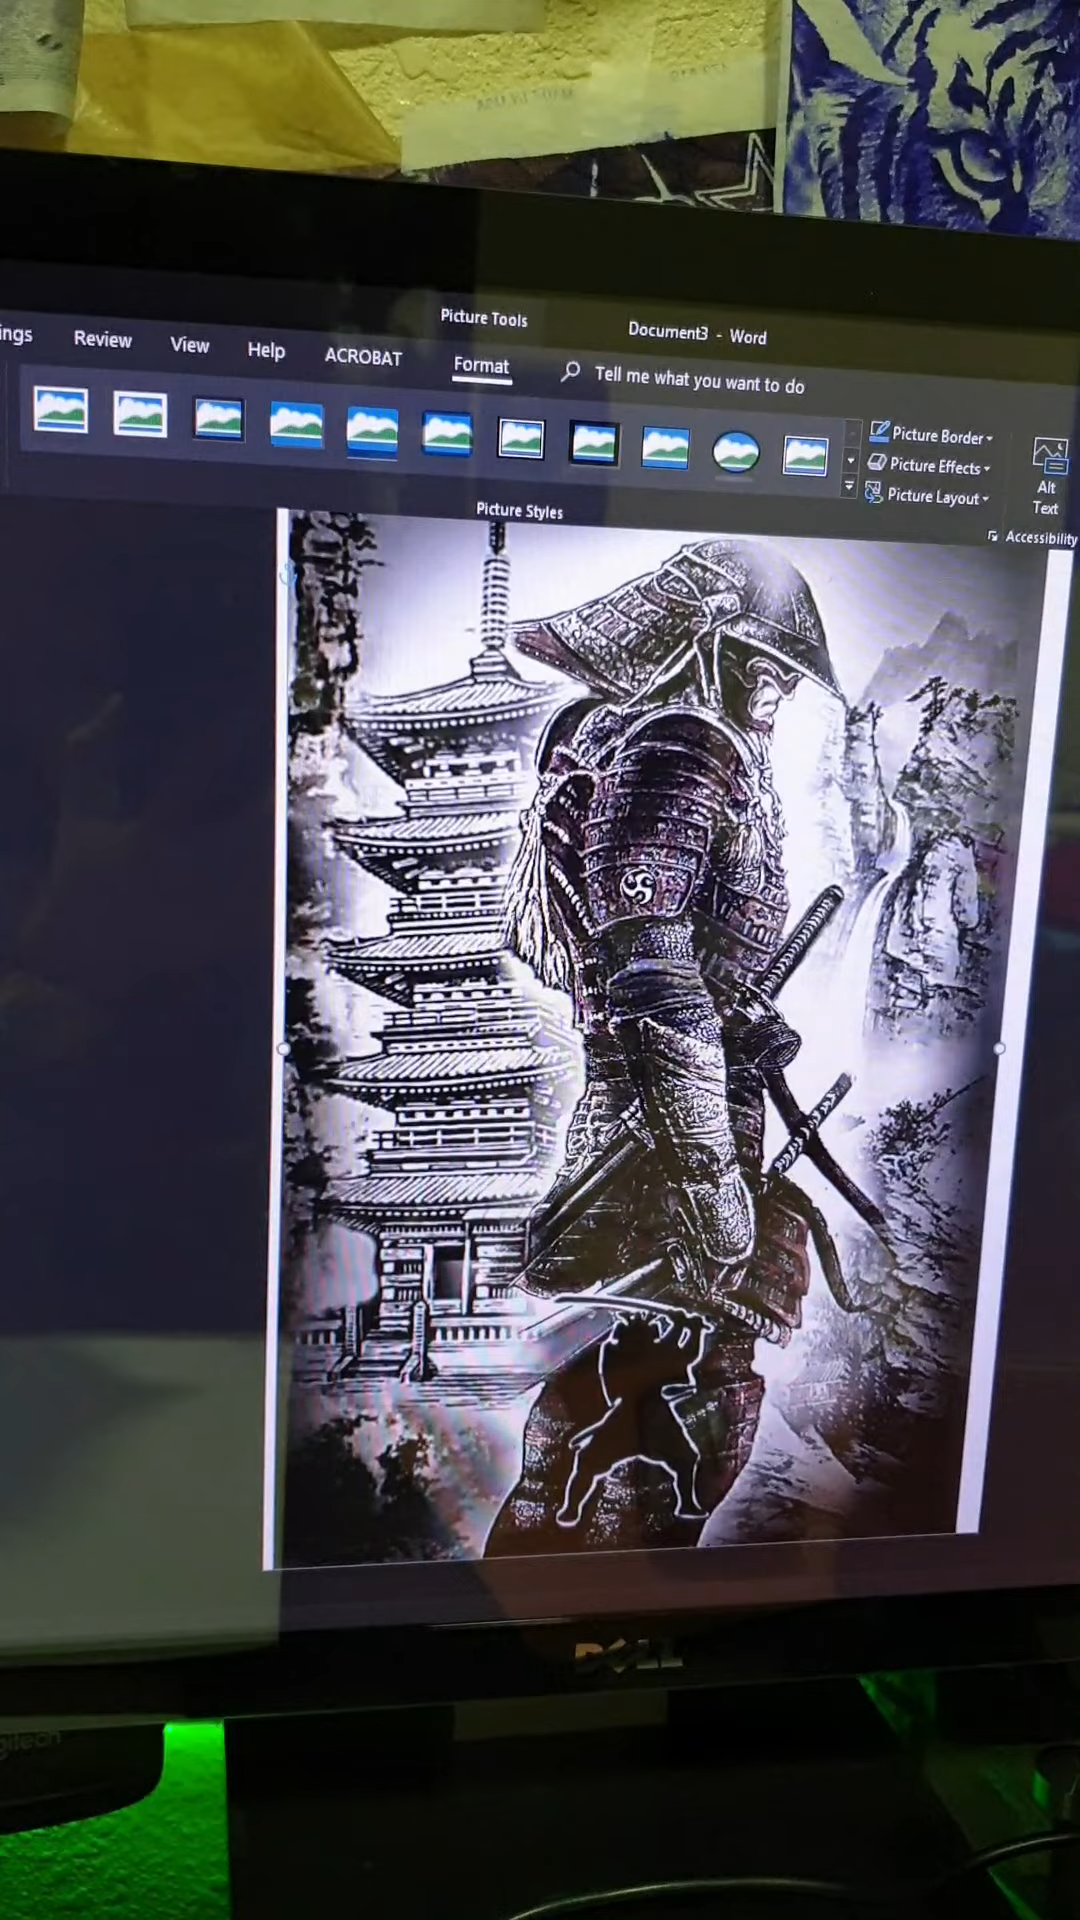 Picture Tools
Document3 - Word
ings Review View Help ACROBAT Format Tell me what you want to do
Picture Border
Picture Effects
Picture Layout
Alt
Text
Picture Styles
Accessibility
DELL